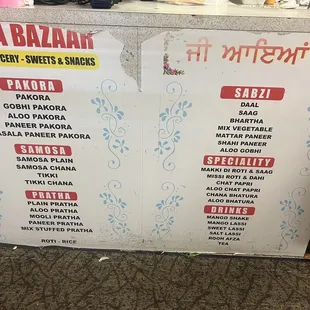 A BAZAAR
CERY - SWEETS & SNACKS
PAKORA
PAKORA
GOBHI PAKORA
ALOO PAKORA
PANEER PAKORA
ASALA PANEER PAKORA
SAMOSA
SAMOSA PLAIN
SAMOSA CHANA
TIKKI
TIKKI CHANA
PRATHA
PLAIN PRATHA
ALOO PRATHA
MOOLI PRATHA
PANEER PRATHA
MIX STUFFED PRATHA
ROTI - RICE
ਜੀ ਆਇਆਂ
SABZI
DAAL
SAAG
BHARTHA
MIX VEGETABLE
MATTAR PANEER
SHAHI PANEER
ALOO GOBHI
SPECIALITY
MAKKI DI ROTI & SAAG
MISSI ROTI & DAHI
CHAT PAPRI
CHANA BHATURA
ALOO BHATURA
DRINKS
MANGO SHAKE
MANGO LASSI
SWEET LASSI
SALT LASSI
ROOH AFZA
TEA